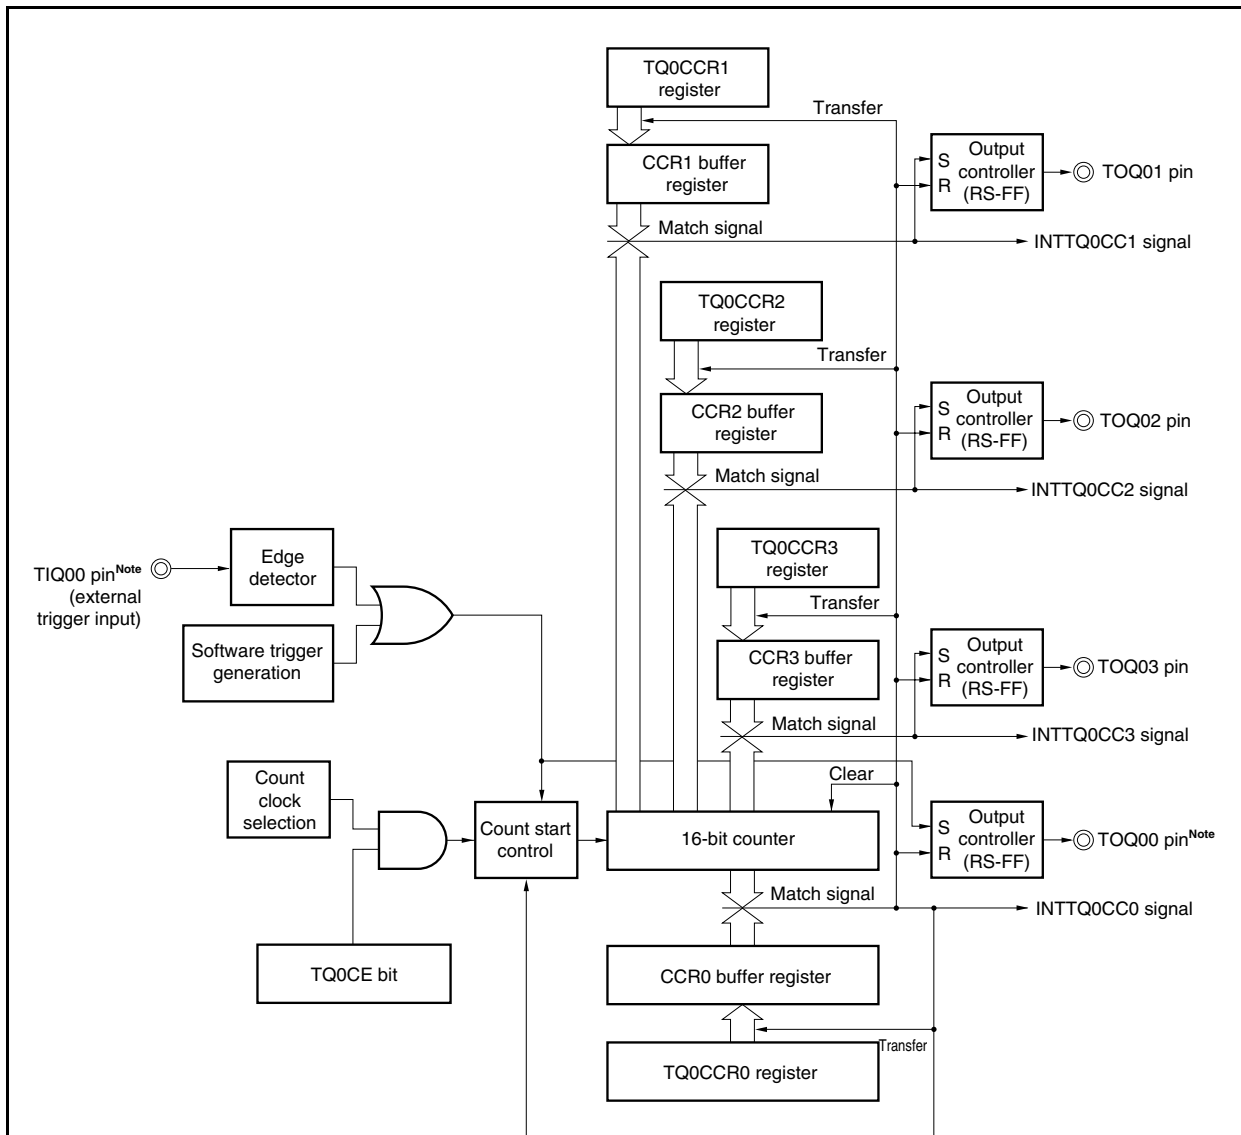 TQ0CCR1
register
Transfer
CCR1 buffer
register
S
R
Output
controller
(RS-FF)
TOQ01 pin
Match signal
INTTQ0CC1 signal
TQ0CCR2
register
Transfer
CCR2 buffer
register
S
R
Output
controller
(RS-FF)
TOQ02 pin
Match signal
INTTQ0CC2 signal
TIQ00 pinNote
(external
trigger input)
Edge
detector
Software trigger
generation
TQ0CCR3
register
Transfer
CCR3 buffer
register
S
R
Output
controller
(RS-FF)
TOQ03 pin
Match signal
INTTQ0CC3 signal
Count
clock
selection
Clear
Count start
control
16-bit counter
S
R
Output
controller
(RS-FF)
TOQ00 pinNote
Match signal
INTTQ0CC0 signal
TQ0CE bit
CCR0 buffer register
Transfer
TQ0CCR0 register